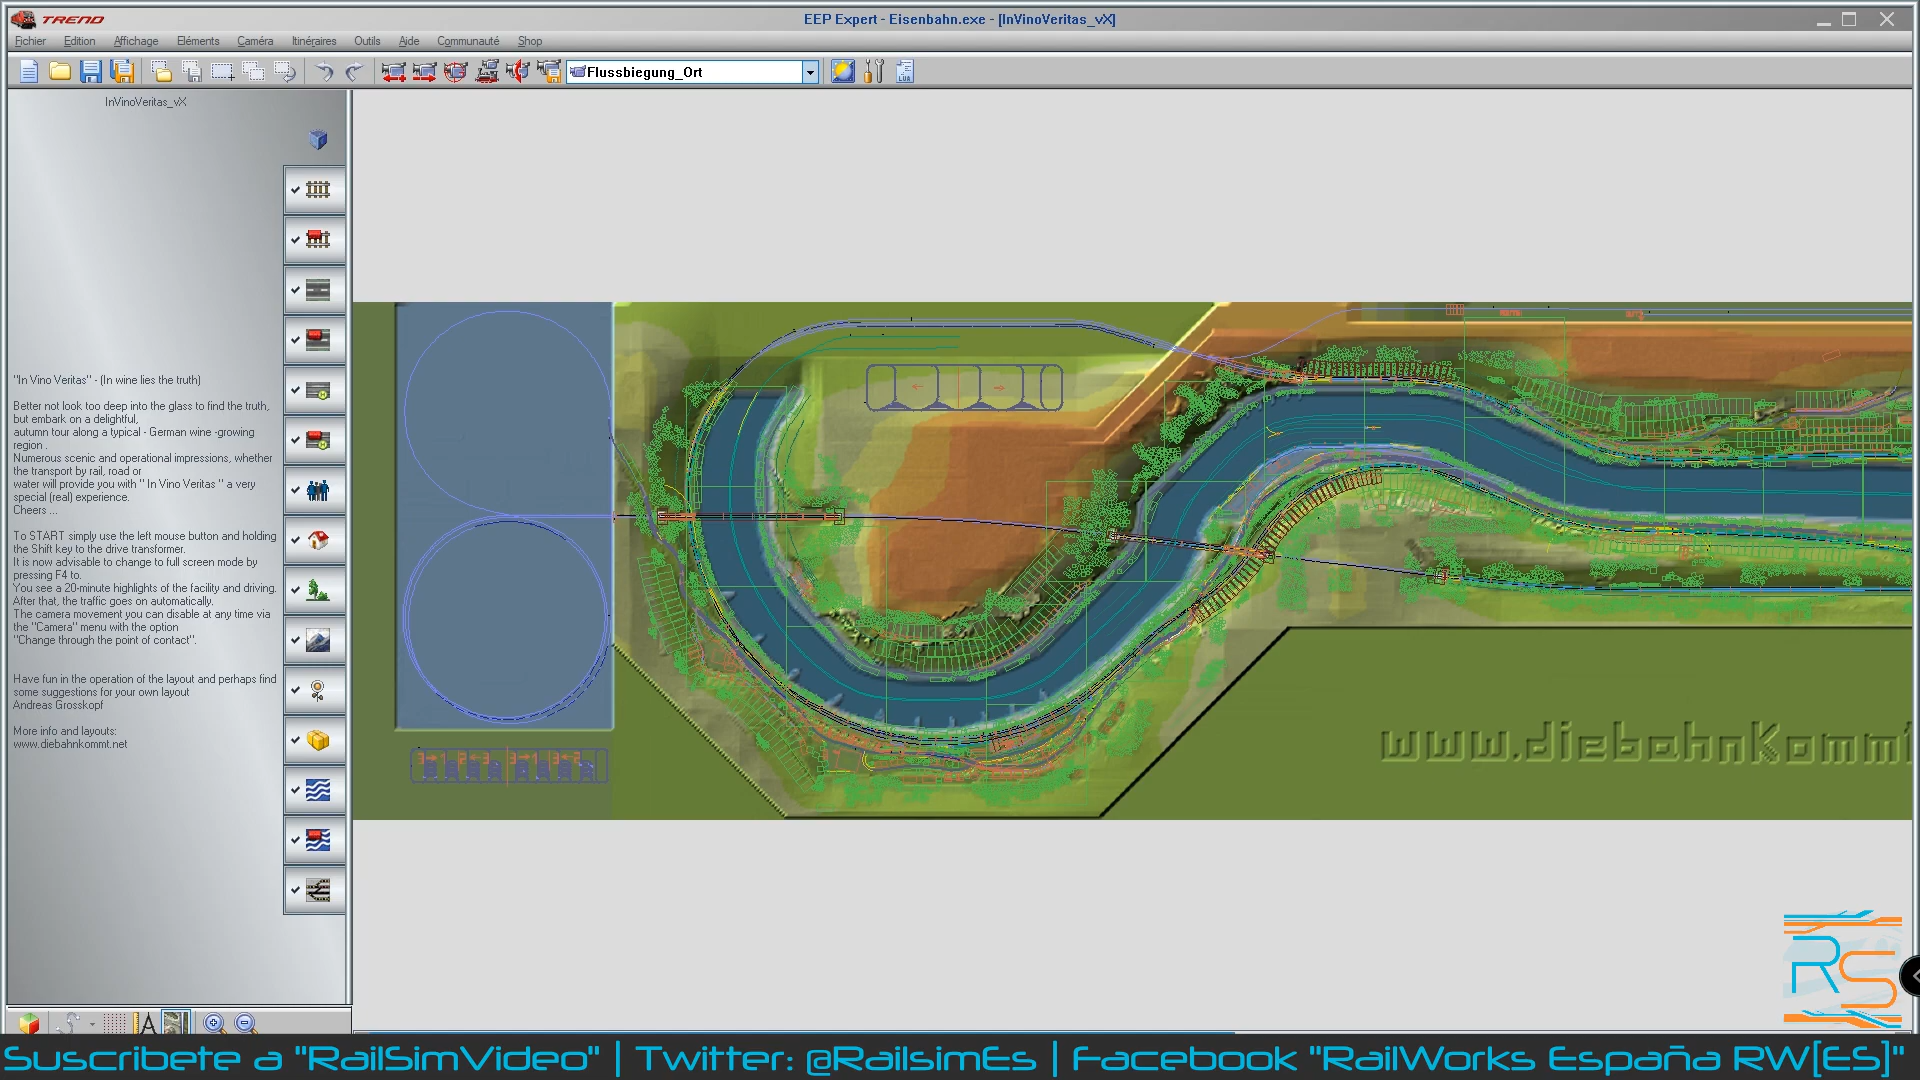 TREND
EEP Expert - Eisenbahn.exe - [InVinoVeritas_vX]
Fichier Edition Affichage Eléments Caméra Itinéraires Outils Aide Communauté Shop
Flussbiegung_Ort
LUA
InVinoVeritas_vX
"In Vino Veritas" - (In wine lies the truth)
Better not look too deep into the glass to find the truth,
but embark on a delightful,
autumn tour along a typical - German wine -growing
region .
Numerous scenic and operational impressions, whether
the transport by rail, road or
water will provide you with " In Vino Veritas " a very
special (real) experience.
Cheers ...
To START simply use the left mouse button and holding
the Shift key to the drive transformer.
It is now advisable to change to full screen mode by
pressing F4 to.
You see a 20-minute highlights of the facility and driving.
After that, the traffic goes on automatically.
The camera movement you can disable at any time via
the "Camera" menu with the option
"Change through the point of contact".
Have fun in the operation of the layout and perhaps find
some suggestions for your own layout
Andreas Grosskopf
More info and layouts:
www.diebahnkommt.net
www.diebahnkommt
RS
Suscribete a "RailSimVideo" | Twitter: @RailsimEs | Facebook "RailWorks España RW[ES]"